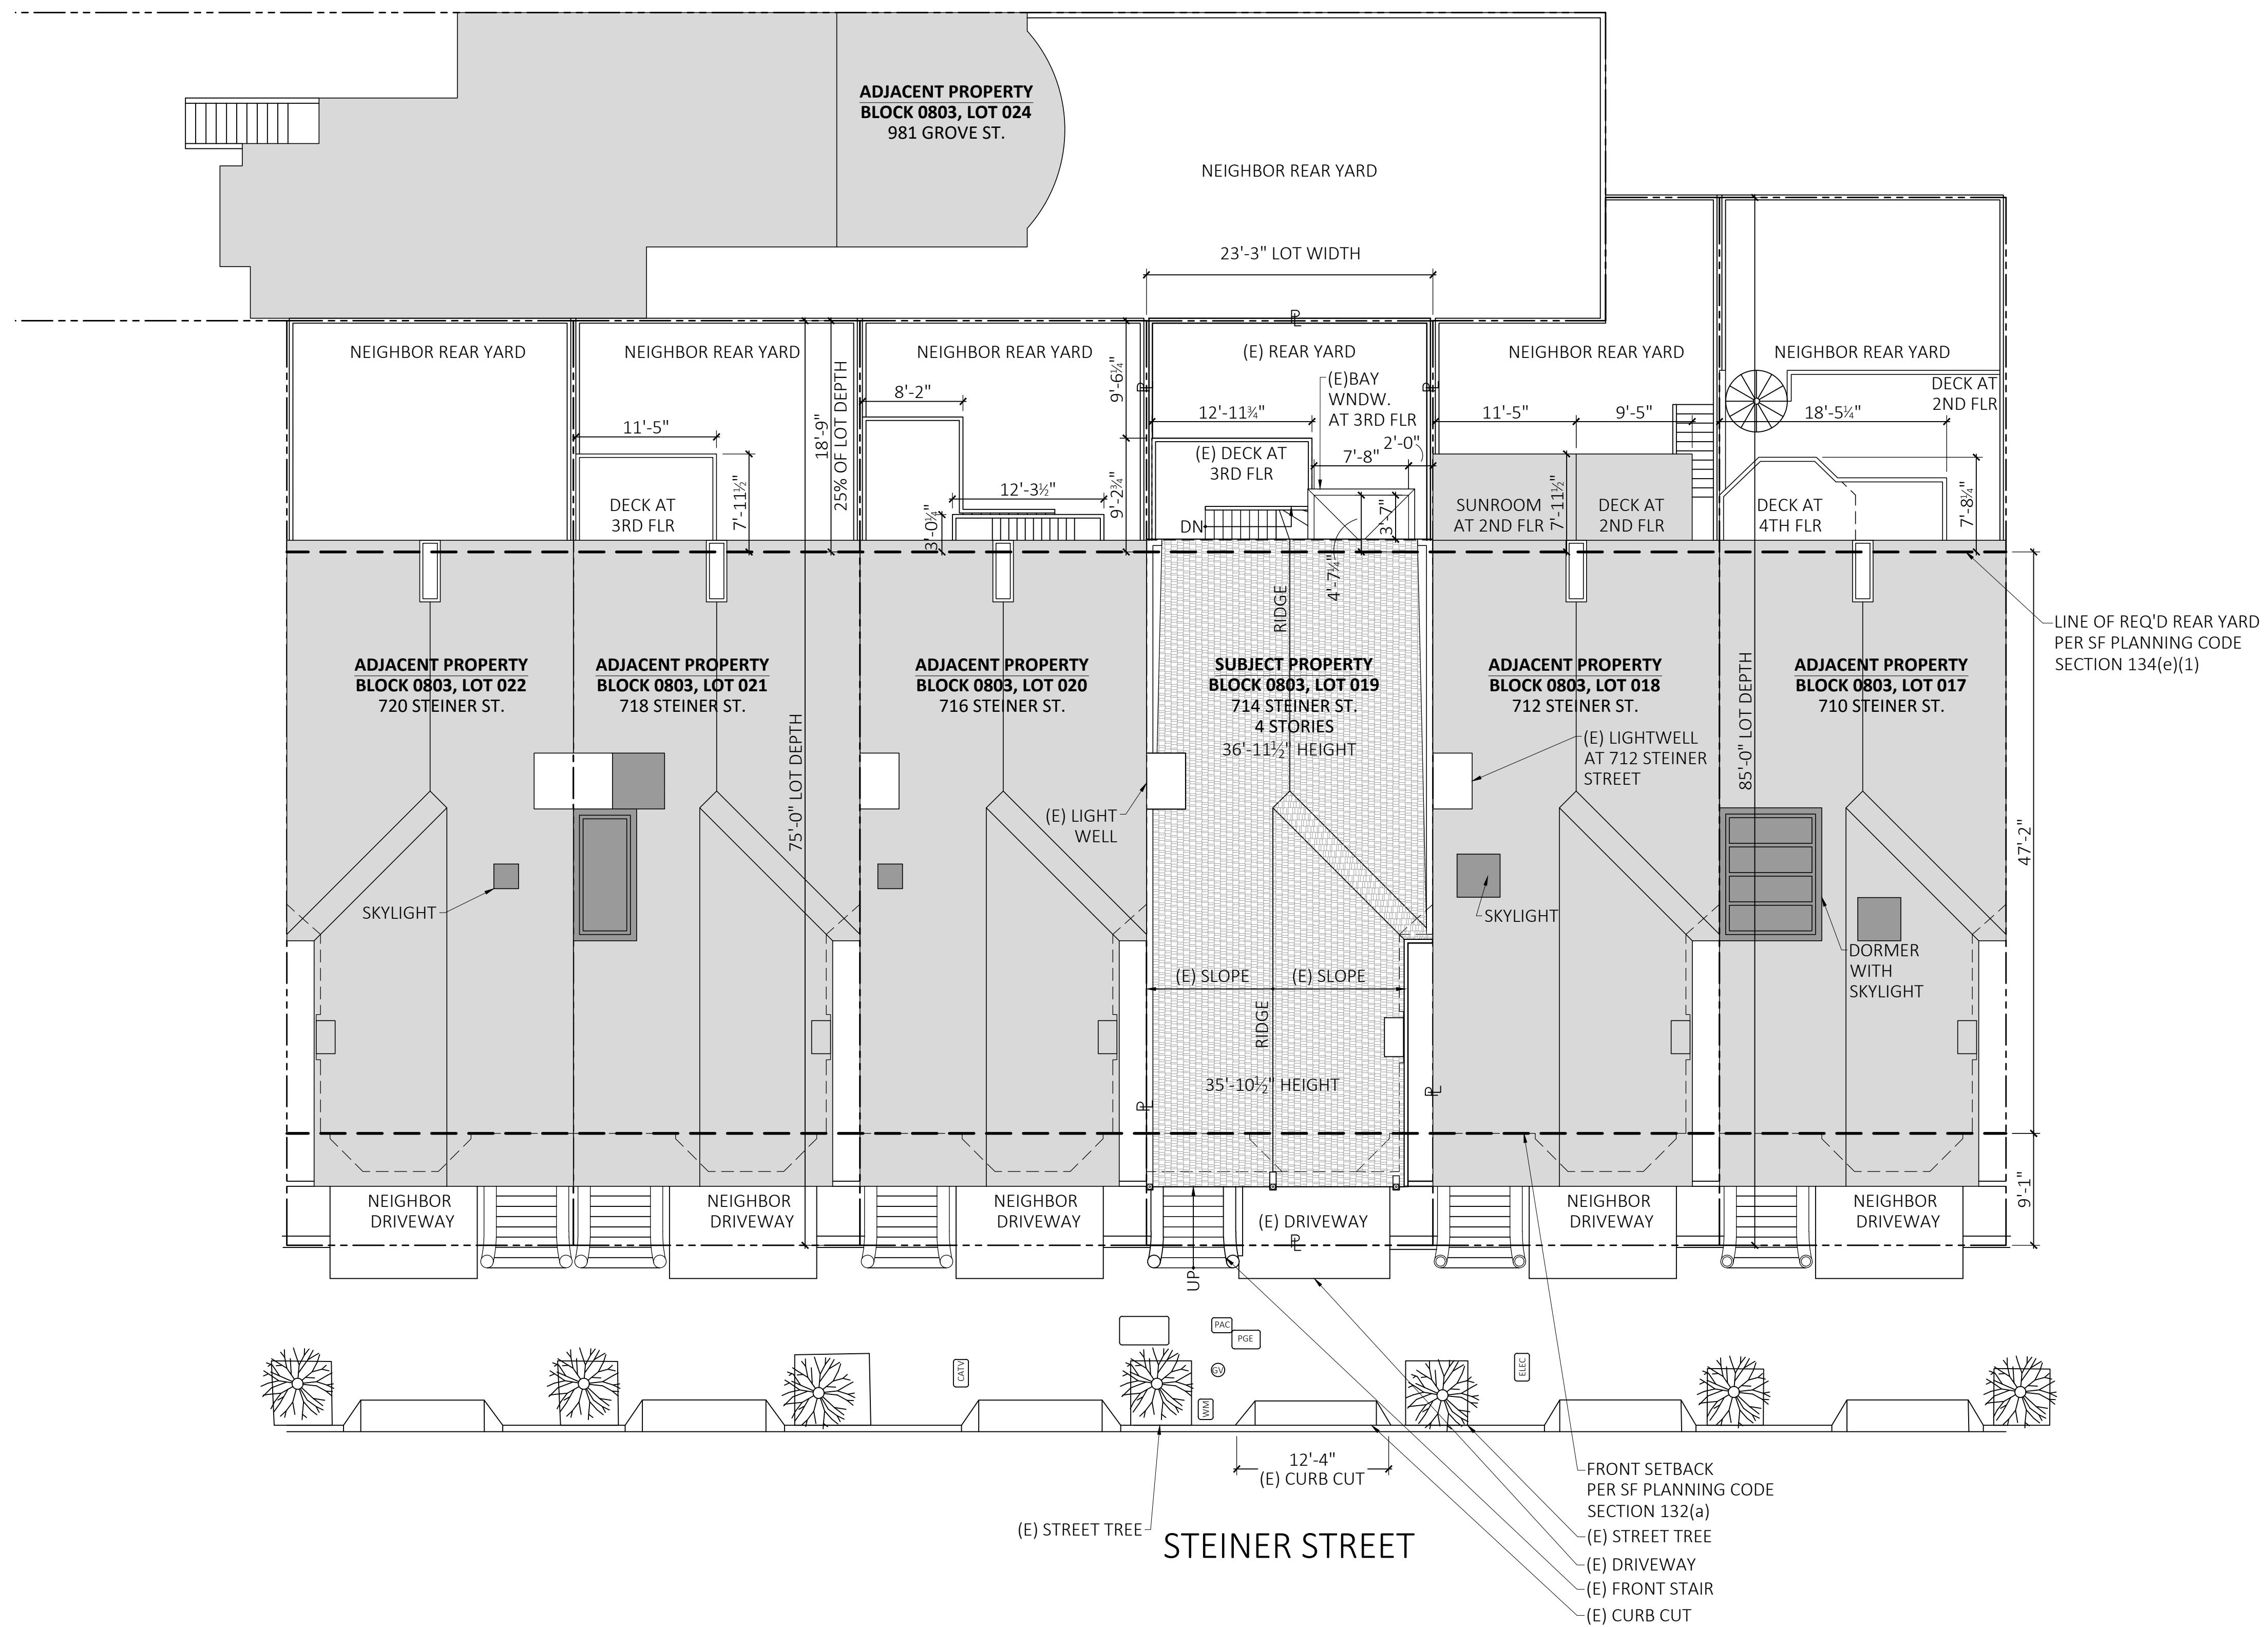 ADJACENT PROPERTY
BLOCK 0803, LOT 024
981 GROVE ST.
NEIGHBOR REAR YARD
23'-3" LOT WIDTH
NEIGHBOR REAR YARD
NEIGHBOR REAR YARD
NEIGHBOR REAR YARD
(E) REAR YARD
NEIGHBOR REAR YARD
NEIGHBOR REAR YARD
11'-5"
DECK AT
3RD FLR
7'-11½"
18'-9"
25% OF LOT DEPTH
8'-2"
12'-3½"
3'-0¼"
9'-6¼"
9'-2¾"
12'-11¾"
(E) DECK AT
3RD FLR
DN
(E)BAY
WNDW.
AT 3RD FLR
2'-0"
7'-8"
3'-7"
4'-7¼"
11'-5"
9'-5"
SUNROOM
AT 2ND FLR
7'-11½"
DECK AT
2ND FLR
DECK AT
2ND FLR
18'-5¼"
DECK AT
4TH FLR
7'-8¼"
LINE OF REQ'D REAR YARD
PER SF PLANNING CODE
SECTION 134(e)(1)
ADJACENT PROPERTY
BLOCK 0803, LOT 022
720 STEINER ST.
ADJACENT PROPERTY
BLOCK 0803, LOT 021
718 STEINER ST.
ADJACENT PROPERTY
BLOCK 0803, LOT 020
716 STEINER ST.
RIDGE
SUBJECT PROPERTY
BLOCK 0803, LOT 019
714 STEINER ST.
4 STORIES
36'-11½" HEIGHT
ADJACENT PROPERTY
BLOCK 0803, LOT 018
712 STEINER ST.
ADJACENT PROPERTY
BLOCK 0803, LOT 017
710 STEINER ST.
75'-0" LOT DEPTH
85'-0" LOT DEPTH
(E) LIGHTWELL
AT 712 STEINER
STREET
(E) LIGHT
WELL
47'-2"
SKYLIGHT
SKYLIGHT
DORMER
WITH
SKYLIGHT
(E) SLOPE
(E) SLOPE
RIDGE
35'-10½" HEIGHT
9'-1"
NEIGHBOR
DRIVEWAY
NEIGHBOR
DRIVEWAY
NEIGHBOR
DRIVEWAY
(E) DRIVEWAY
NEIGHBOR
DRIVEWAY
NEIGHBOR
DRIVEWAY
PL
PL
PL
PL
PL
PL
UP
PAC
PGE
GV
CATV
WM
ELEC
12'-4"
(E) CURB CUT
(E) STREET TREE
STEINER STREET
FRONT SETBACK
PER SF PLANNING CODE
SECTION 132(a)
(E) STREET TREE
(E) DRIVEWAY
(E) FRONT STAIR
(E) CURB CUT